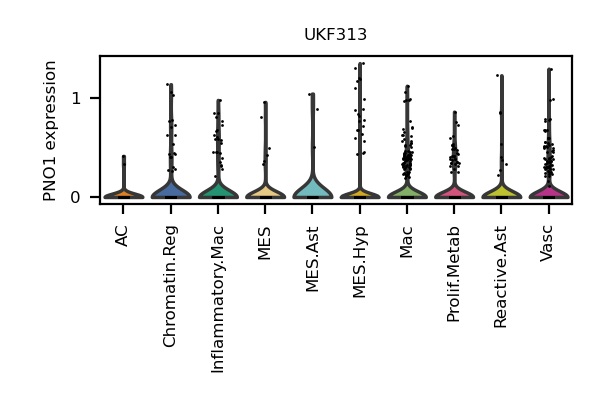 UKF313
PNO1 expression
1
0
AC
Chromatin.Reg
Inflammatory.Mac
MES
MES.Ast
MES.Hyp
Mac
Prolif.Metab
Reactive.Ast
Vasc